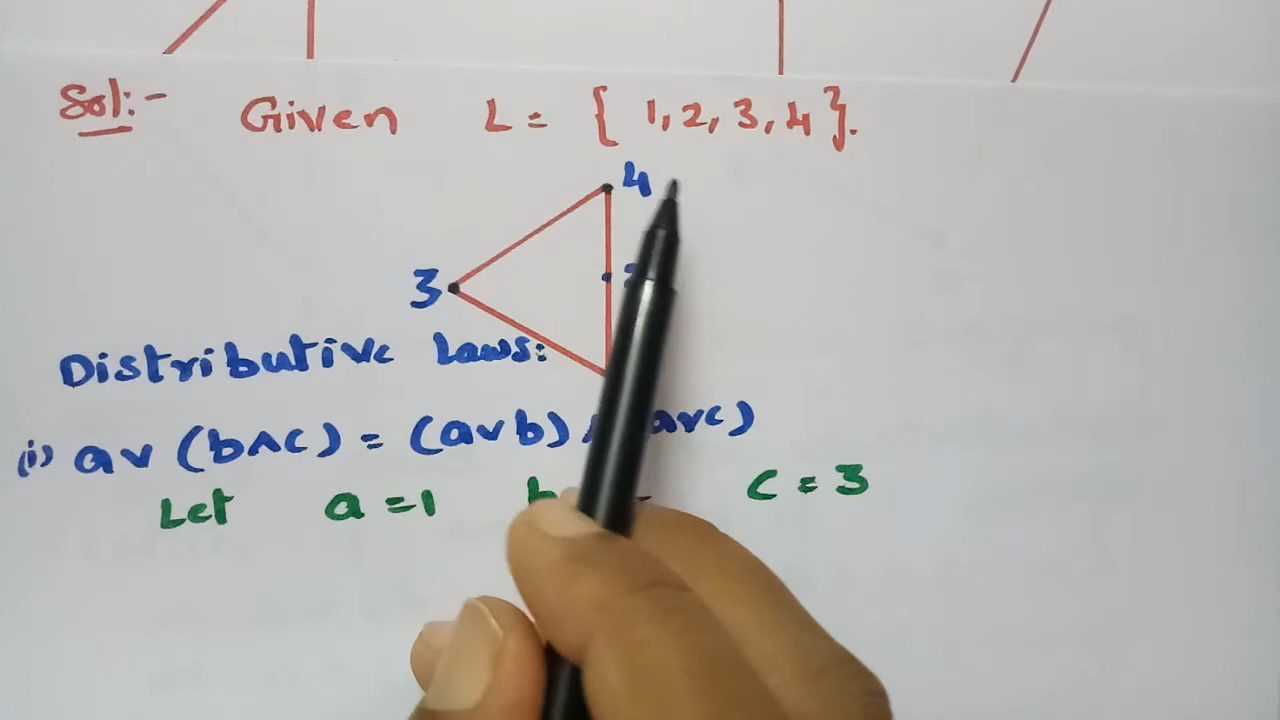 Sol:-
Given L = { 1, 2, 3, 4 }.
4
3
Distributive Laws:
(i) a∨ (b∧c) = (a∨b) a∨c)
Let a=1 b c = 3